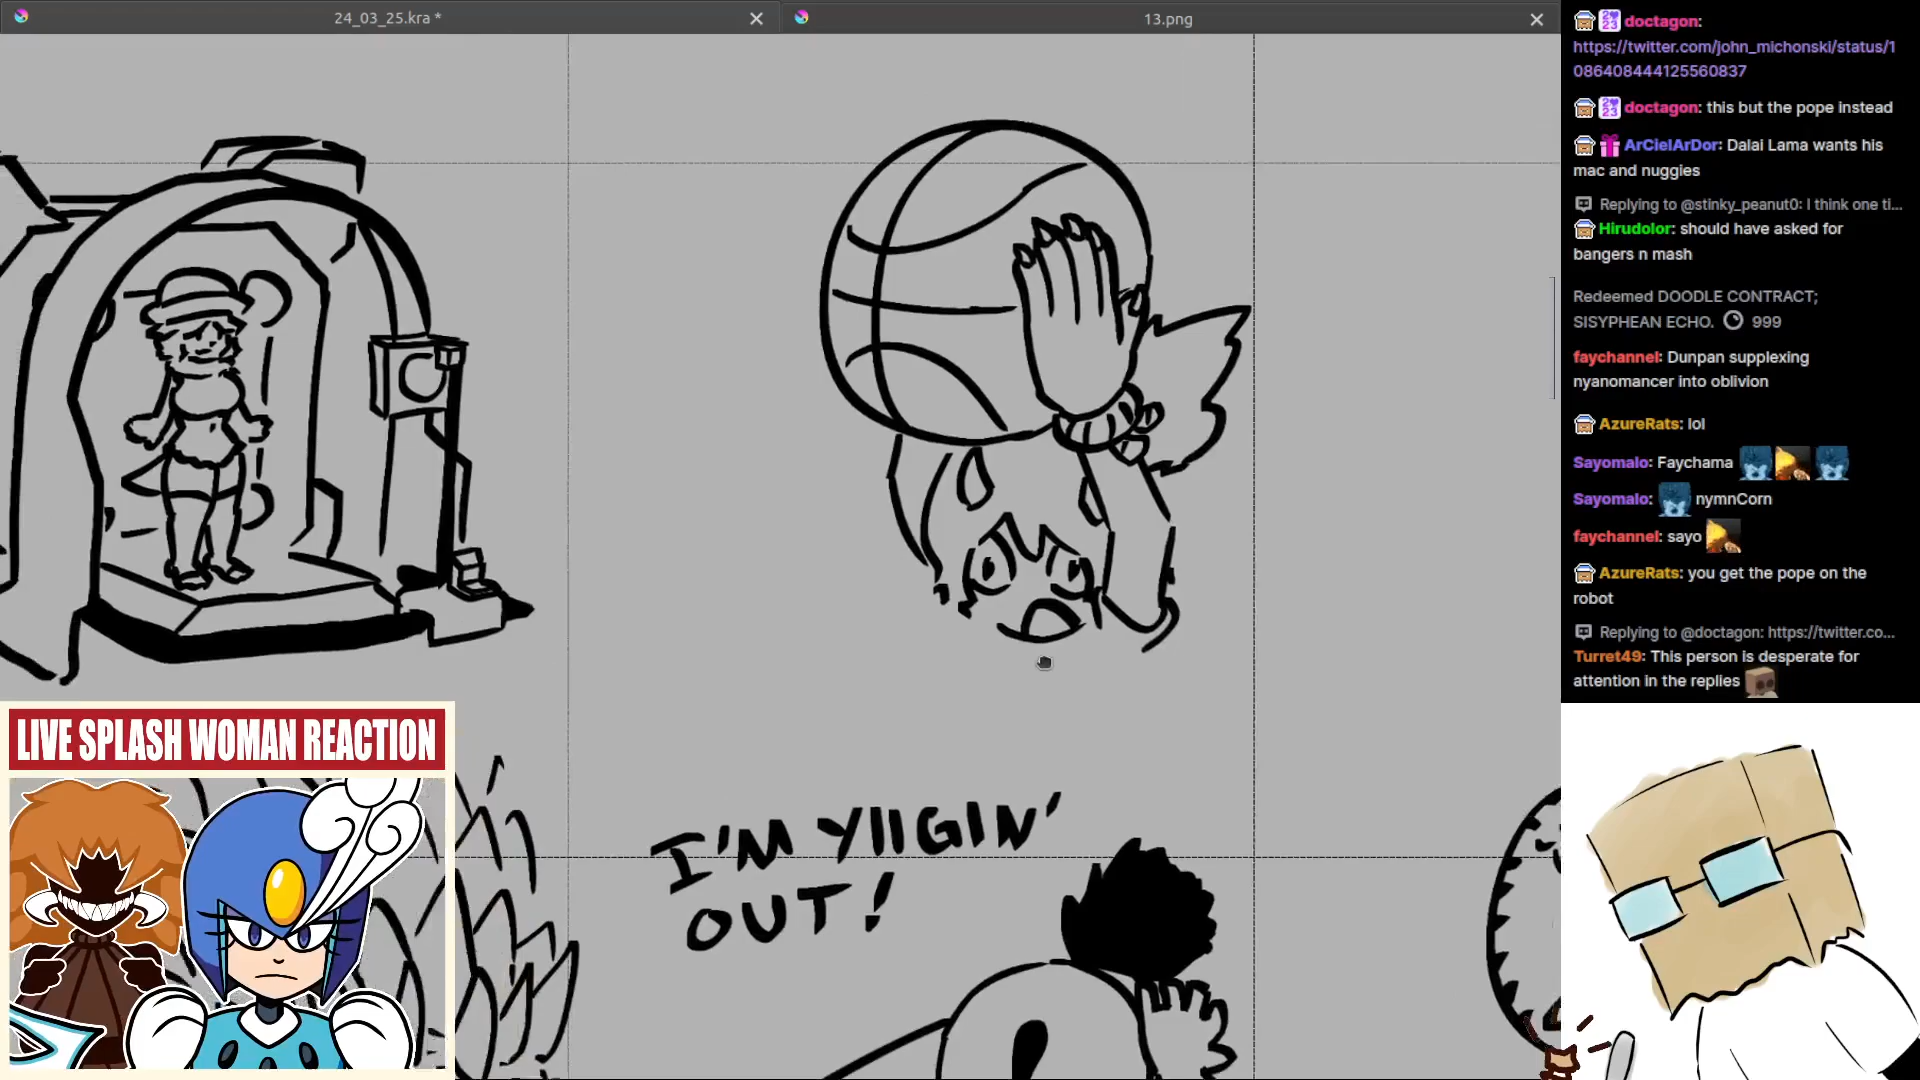 24_03_25.kra *
13.png
doctagon:
https://twitter.com/john_michonski/status/1
086408444125560837
doctagon: this but the pope instead
ArCielArDor: Dalai Lama wants his
mac and nuggies
Replying to @stinky_peanut0: I think one ti...
Hirudolor: should have asked for
bangers n mash
Redeemed DOODLE CONTRACT;
SISYPHEAN ECHO. 999
faychannel: Dunpan supplexing
nyanomancer into oblivion
AzureRats: lol
Sayomalo: Faychama
Sayomalo: nymnCorn
faychannel: sayo
AzureRats: you get the pope on the
robot
Replying to @doctagon: https://twitter.co...
Turret49: This person is desperate for
attention in the replies
LIVE SPLASH WOMAN REACTION
I'M YIIGIN'
OUT!